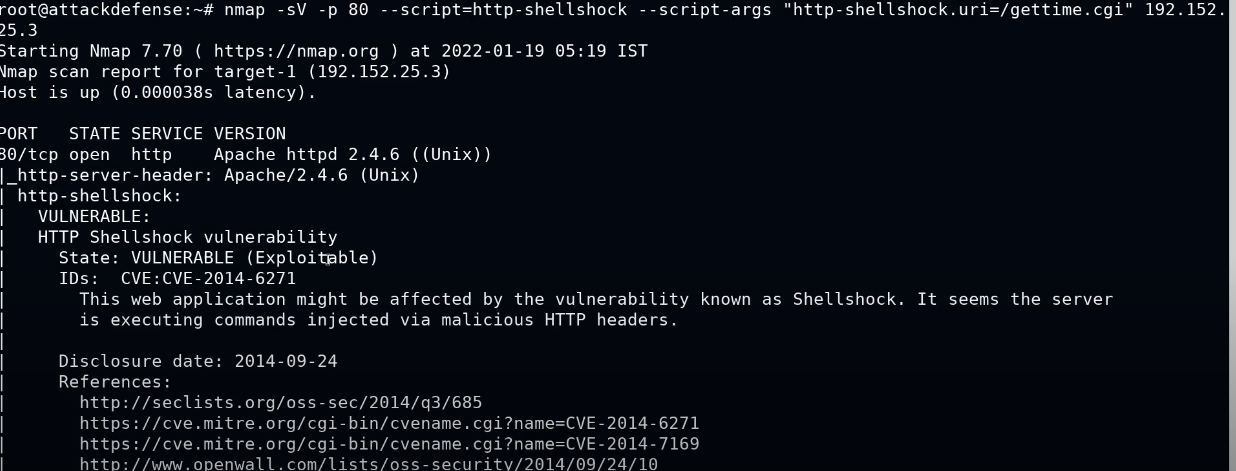 root@attackdefense:~# nmap -sV -p 80 --script=http-shellshock --script-args "http-shellshock.uri=/gettime.cgi" 192.152.
25.3
Starting Nmap 7.70 ( https://nmap.org ) at 2022-01-19 05:19 IST
Nmap scan report for target-1 (192.152.25.3)
Host is up (0.000038s latency).
PORT   STATE SERVICE VERSION
80/tcp open  http    Apache httpd 2.4.6 ((Unix))
|_http-server-header: Apache/2.4.6 (Unix)
| http-shellshock:
|   VULNERABLE:
|   HTTP Shellshock vulnerability
|     State: VULNERABLE (Exploitable)
|     IDs:  CVE:CVE-2014-6271
|       This web application might be affected by the vulnerability known as Shellshock. It seems the server
|       is executing commands injected via malicious HTTP headers.
|
|     Disclosure date: 2014-09-24
|     References:
|       http://seclists.org/oss-sec/2014/q3/685
|       https://cve.mitre.org/cgi-bin/cvename.cgi?name=CVE-2014-6271
|       https://cve.mitre.org/cgi-bin/cvename.cgi?name=CVE-2014-7169
|       http://www.openwall.com/lists/oss-security/2014/09/24/10